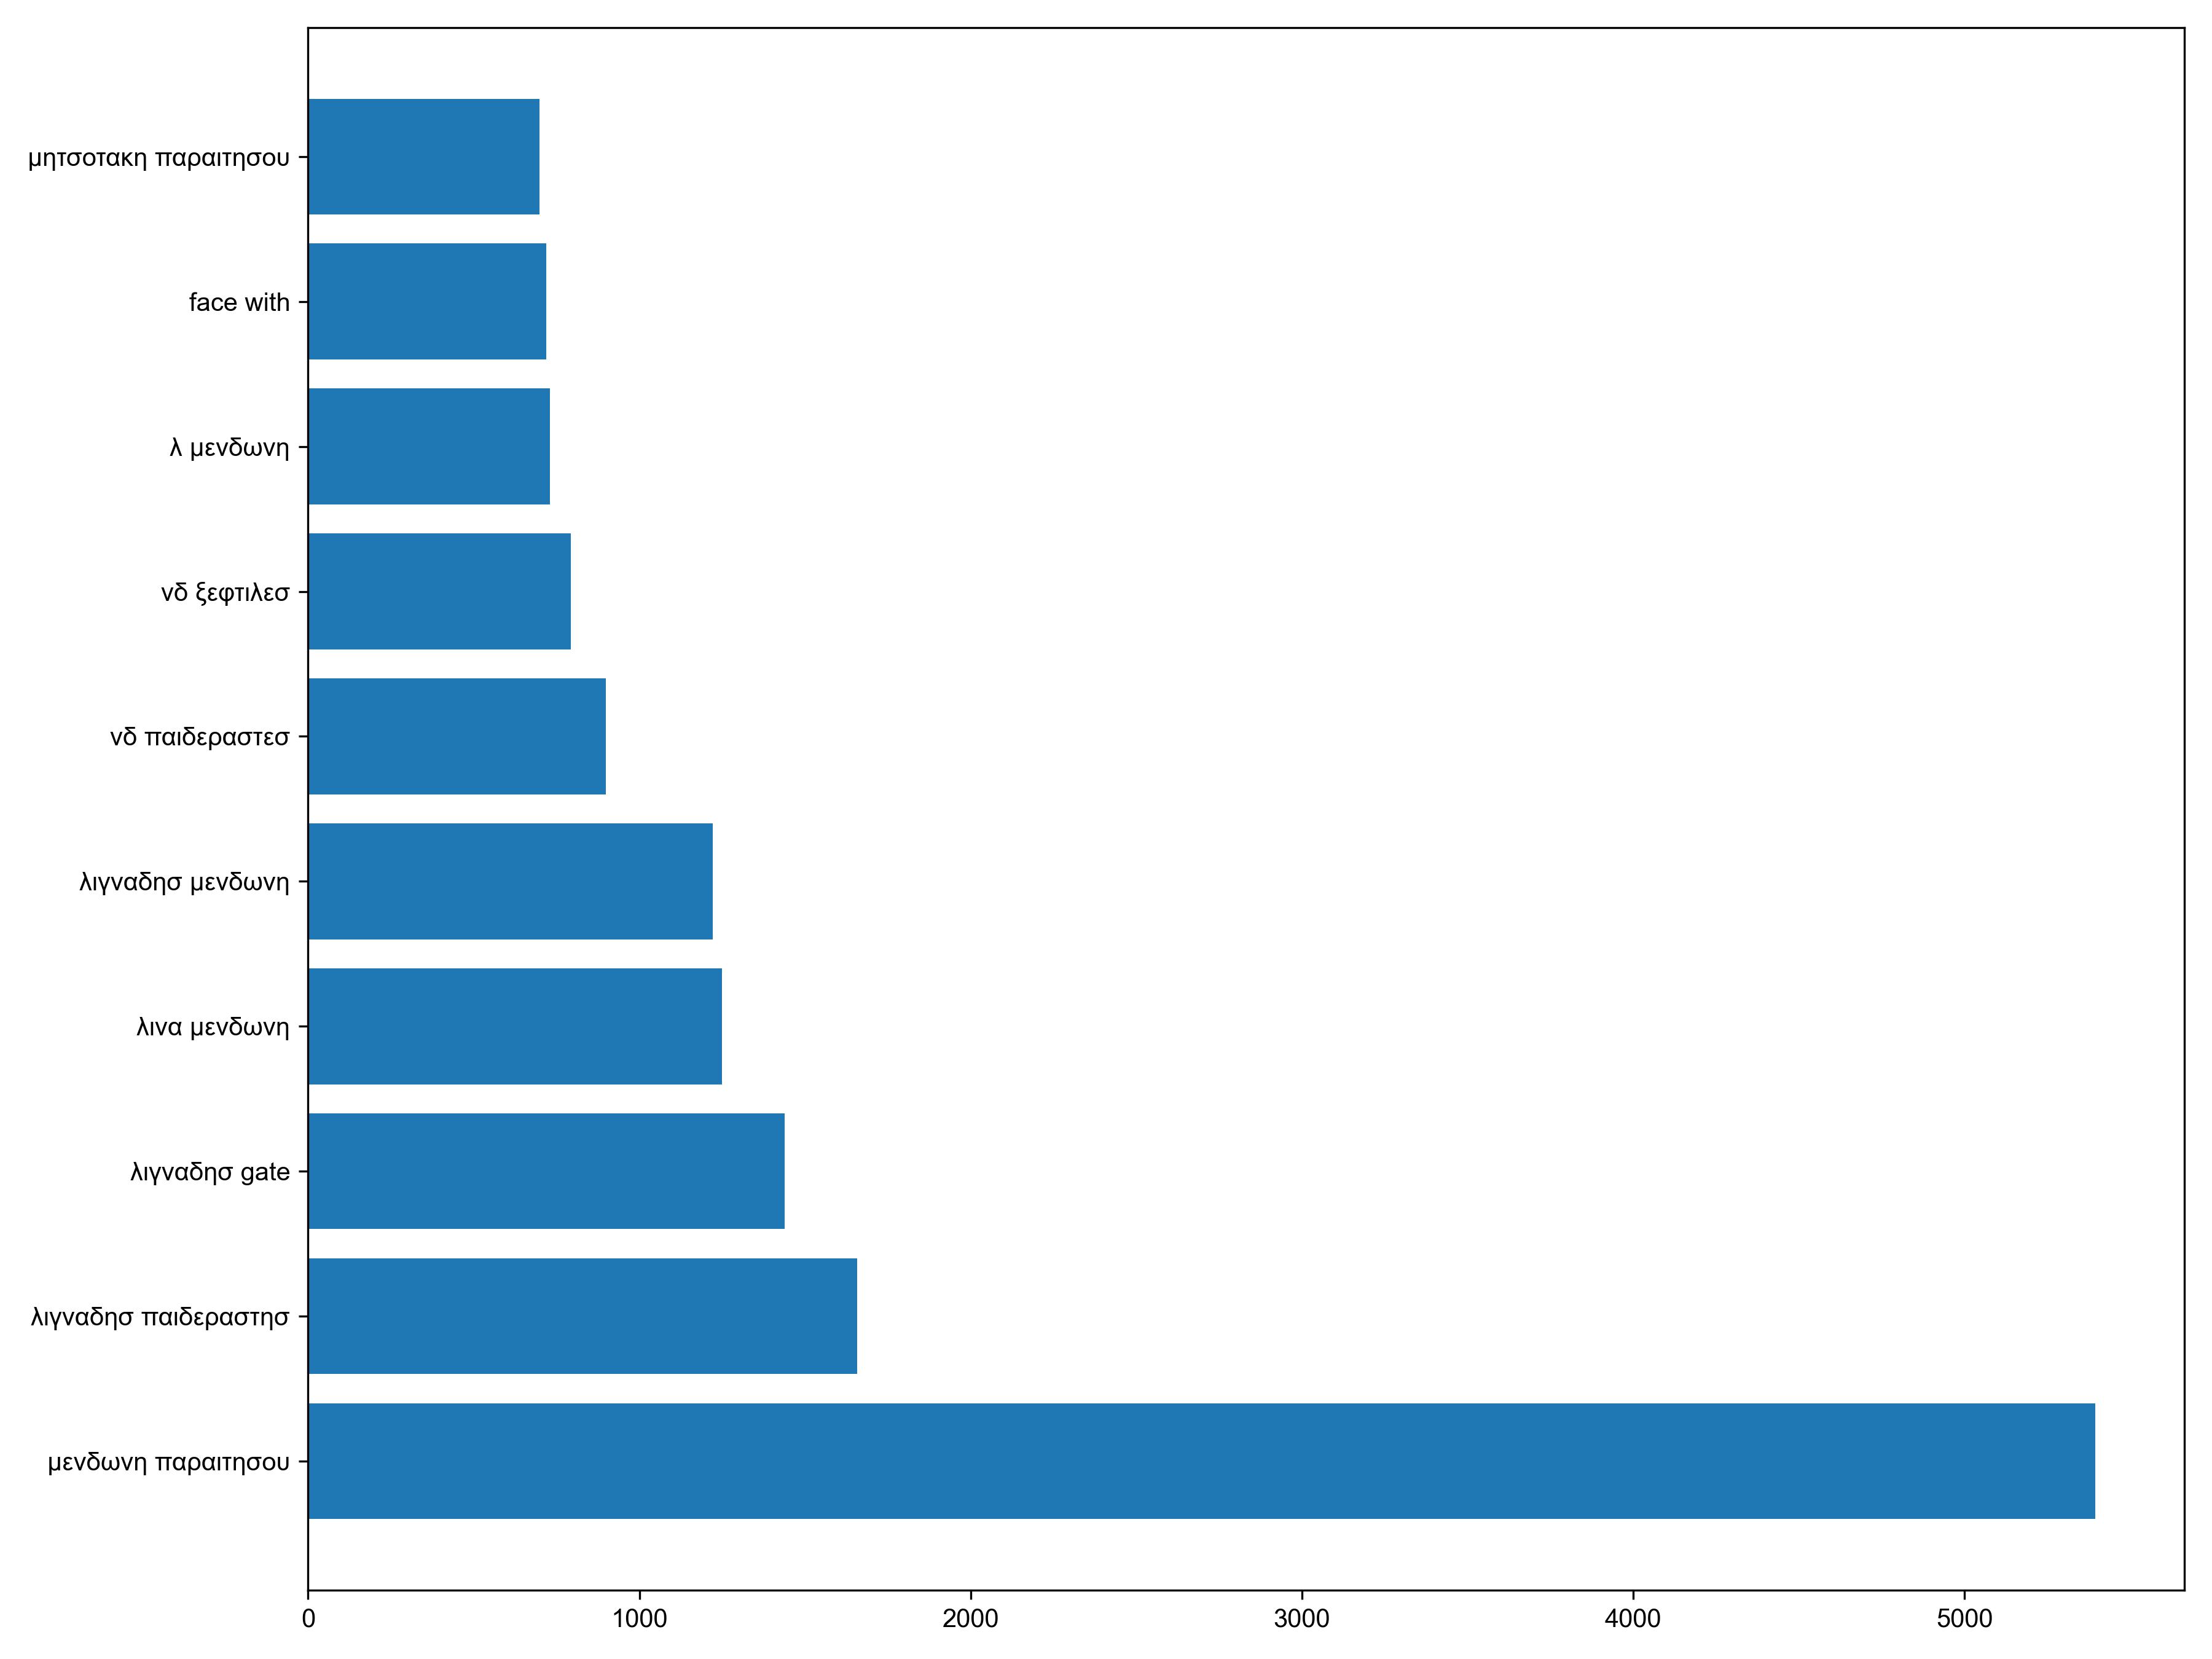 μητσοτακη παραιτησου
face with
λ μενδωνη
νδ ξεφτιλεσ
νδ παιδεραστεσ
λιγναδησ μενδωνη
λινα μενδωνη
λιγναδησ gate
λιγναδησ παιδεραστησ
μενδωνη παραιτησου
0 1000 2000 3000 4000 5000